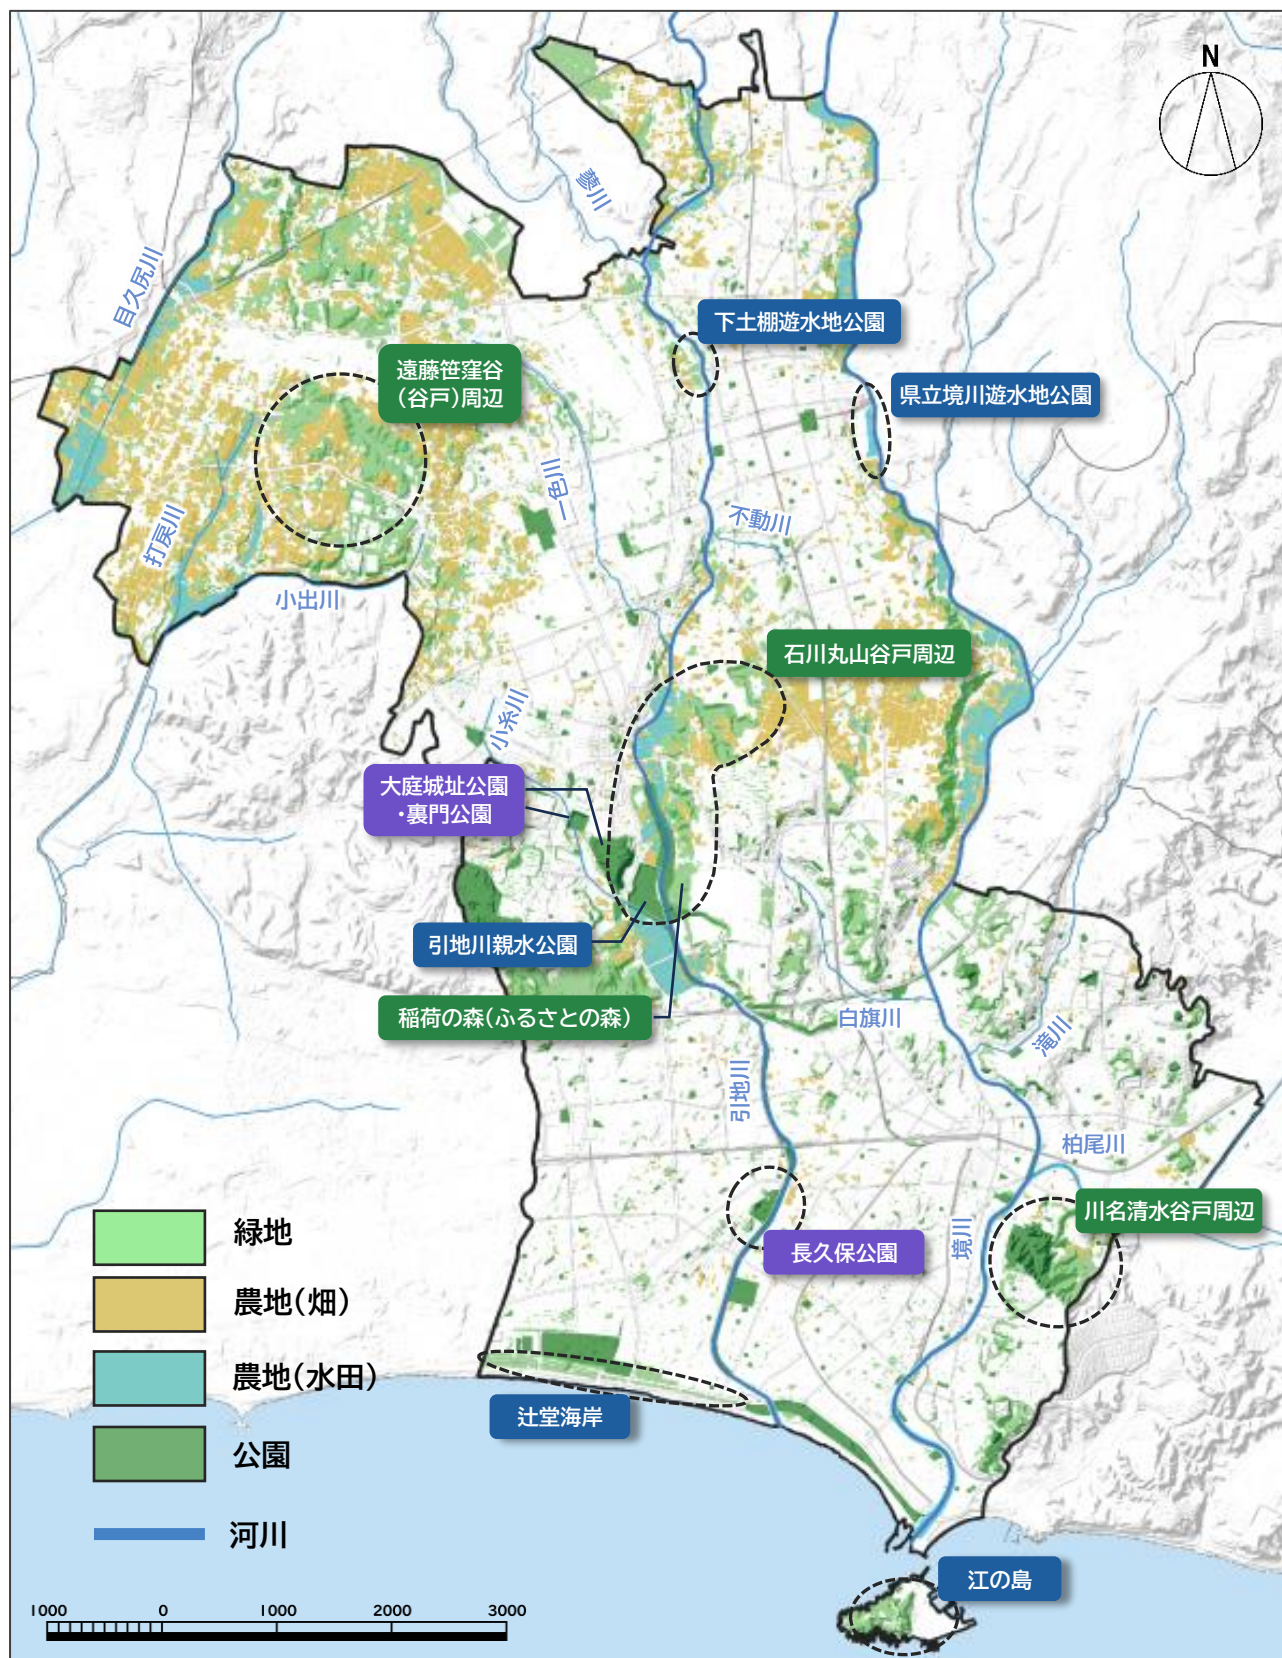 N
蓼川
目久尻川
下土棚遊水地公園
遠藤笹窪谷
（谷戸）周辺
県立境川遊水地公園
一色川
不動川
打戻川
小出川
石川丸山谷戸周辺
小糸川
大庭城址公園
・裏門公園
引地川親水公園
稲荷の森（ふるさとの森）
白旗川
滝川
引地川
柏尾川
川名清水谷戸周辺
境川
長久保公園
緑地
農地（畑）
農地（水田）
公園
河川
辻堂海岸
江の島
1000 0 1000 2000 3000